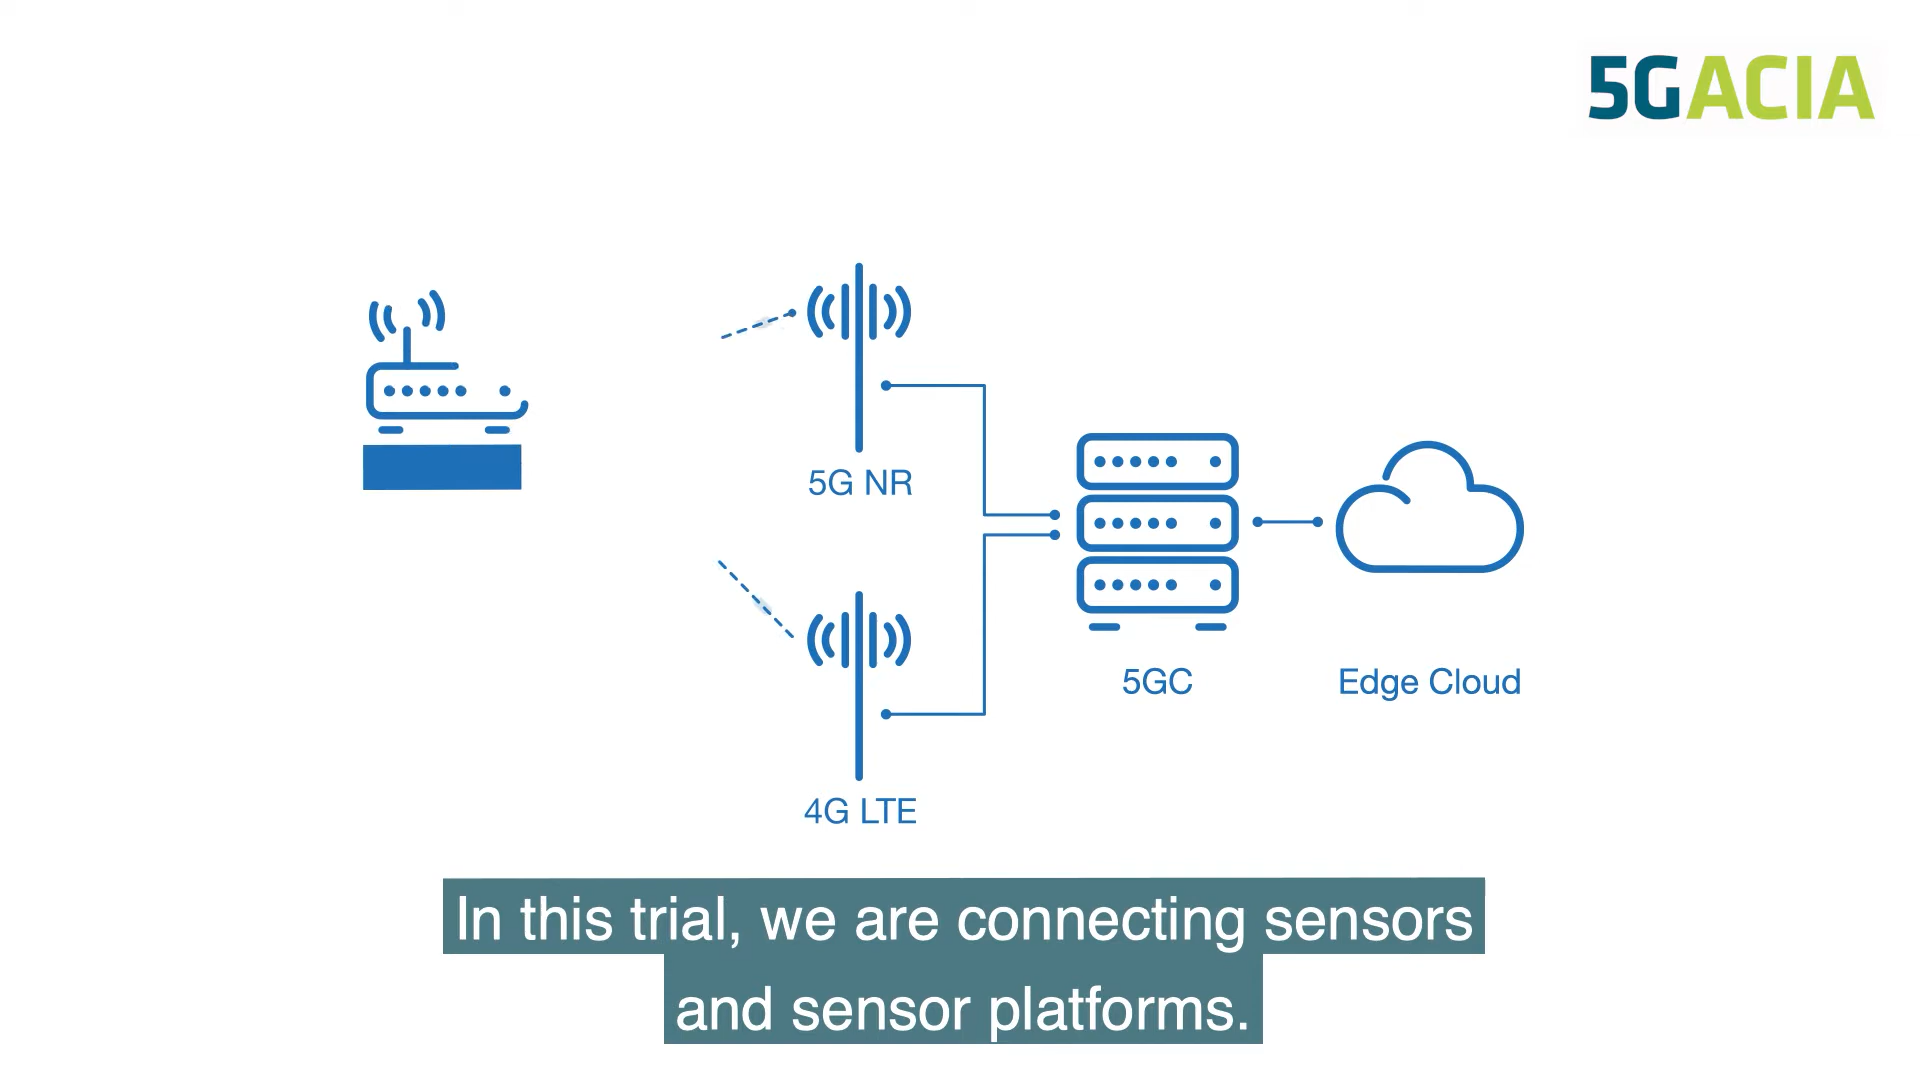 5GACIA
5G NR
5GC
Edge Cloud
4G LTE
In this trial, we are connecting sensors
and sensor platforms.